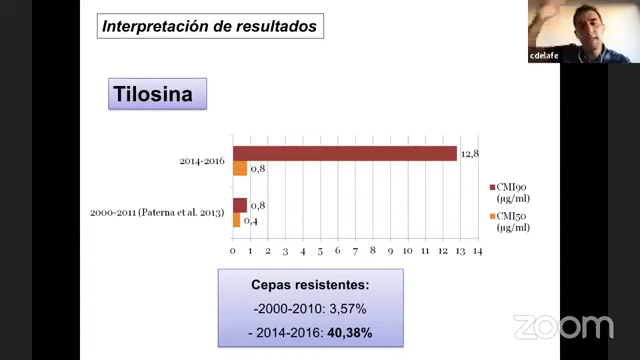 Interpretación de resultados
cdelafe
Tilosina
2014-2016
12,8
0,8
2000-2011 (Paterna et al. 2013)
0,8
0,4
0 1 2 3 4 5 6 7 8 9 10 11 12 13 14
CMI90
(µg/ml)
CMI50
(µg/ml)
Cepas resistentes:
-2000-2010: 3,57%
- 2014-2016: 40,38%
zoom